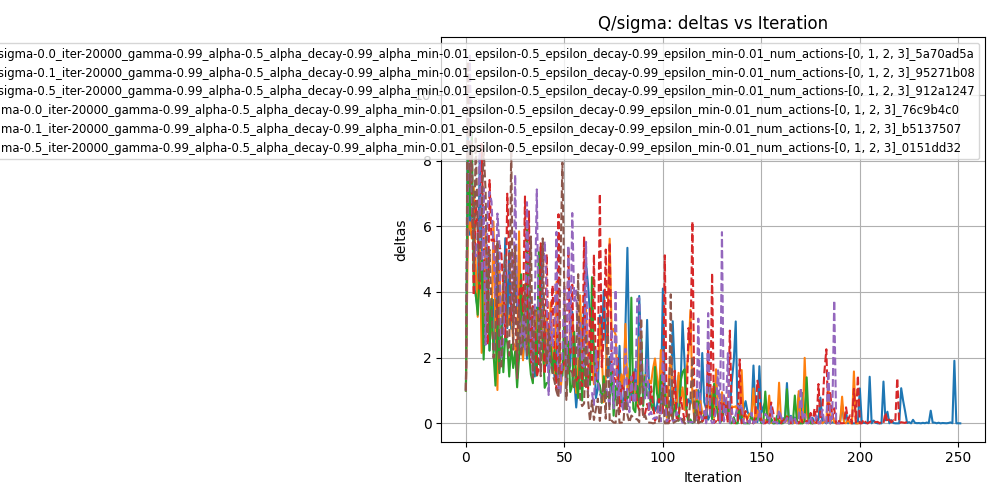 Q/sigma: deltas vs Iteration
sigma-0.0_iter-20000_gamma-0.99_alpha-0.5_alpha_decay-0.99_alpha_min-0.01_epsilon-0.5_epsilon_decay-0.99_epsilon_min-0.01_num_actions-[0, 1, 2, 3]_5a70ad5a
sigma-0.1_iter-20000_gamma-0.99_alpha-0.5_alpha_decay-0.99_alpha_min-0.01_epsilon-0.5_epsilon_decay-0.99_epsilon_min-0.01_num_actions-[0, 1, 2, 3]_95271b08
sigma-0.5_iter-20000_gamma-0.99_alpha-0.5_alpha_decay-0.99_alpha_min-0.01_epsilon-0.5_epsilon_decay-0.99_epsilon_min-0.01_num_actions-[0, 1, 2, 3]_912a1247
ma-0.0_iter-20000_gamma-0.99_alpha-0.5_alpha_decay-0.99_alpha_min-0.01_epsilon-0.5_epsilon_decay-0.99_epsilon_min-0.01_num_actions-[0, 1, 2, 3]_76c9b4c0
ma-0.1_iter-20000_gamma-0.99_alpha-0.5_alpha_decay-0.99_alpha_min-0.01_epsilon-0.5_epsilon_decay-0.99_epsilon_min-0.01_num_actions-[0, 1, 2, 3]_b5137507
ma-0.5_iter-20000_gamma-0.99_alpha-0.5_alpha_decay-0.99_alpha_min-0.01_epsilon-0.5_epsilon_decay-0.99_epsilon_min-0.01_num_actions-[0, 1, 2, 3]_0151dd32
10
8
6
4
2
0
deltas
0 50 100 150 200 250
Iteration